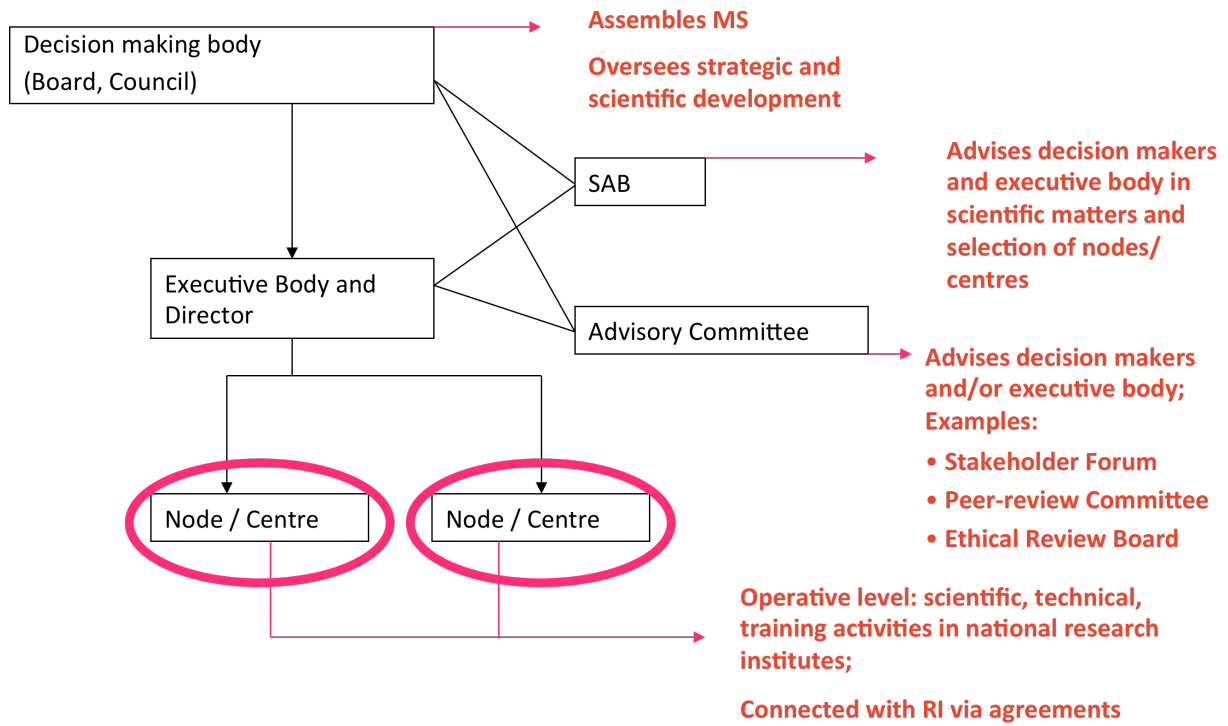 Decision making body
(Board, Council)
Assembles MS
Oversees strategic and
scientific development
SAB
Advises decision makers
and executive body in
scientific matters and
selection of nodes/
centres
Executive Body and
Director
Advisory Committee
Advises decision makers
and/or executive body;
Examples:
• Stakeholder Forum
• Peer-review Committee
• Ethical Review Board
Node / Centre
Node / Centre
Operative level: scientific, technical,
training activities in national research
institutes;
Connected with RI via agreements